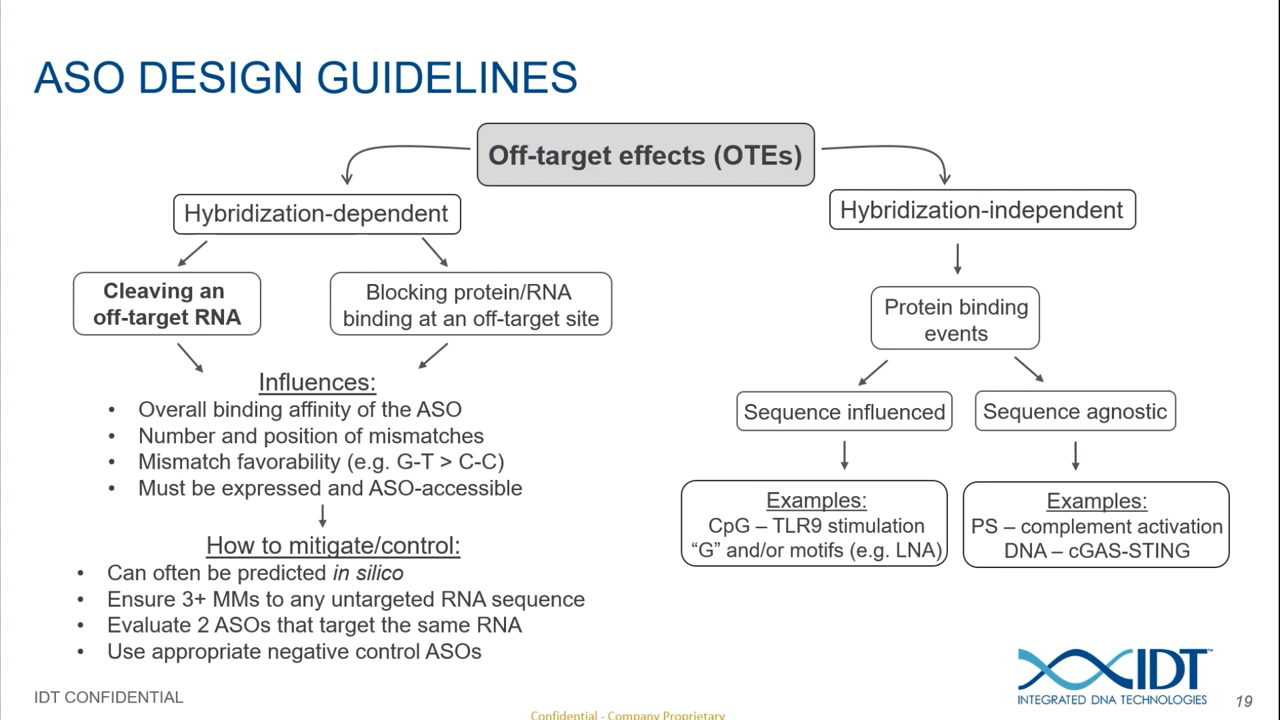 ASO DESIGN GUIDELINES
Off-target effects (OTEs)
Hybridization-dependent
Cleaving an
off-target RNA
Blocking protein/RNA
binding at an off-target site
Influences:
• Overall binding affinity of the ASO
• Number and position of mismatches
• Mismatch favorability (e.g. G-T > C-C)
• Must be expressed and ASO-accessible
How to mitigate/control:
• Can often be predicted in silico
• Ensure 3+ MMs to any untargeted RNA sequence
• Evaluate 2 ASOs that target the same RNA
• Use appropriate negative control ASOs
Hybridization-independent
Protein binding
events
Sequence influenced
Examples:
CpG – TLR9 stimulation
“G” and/or motifs (e.g. LNA)
Sequence agnostic
Examples:
PS – complement activation
DNA – cGAS-STING
IDT CONFIDENTIAL
Confidential - Company Proprietary
IDT™
INTEGRATED DNA TECHNOLOGIES
19